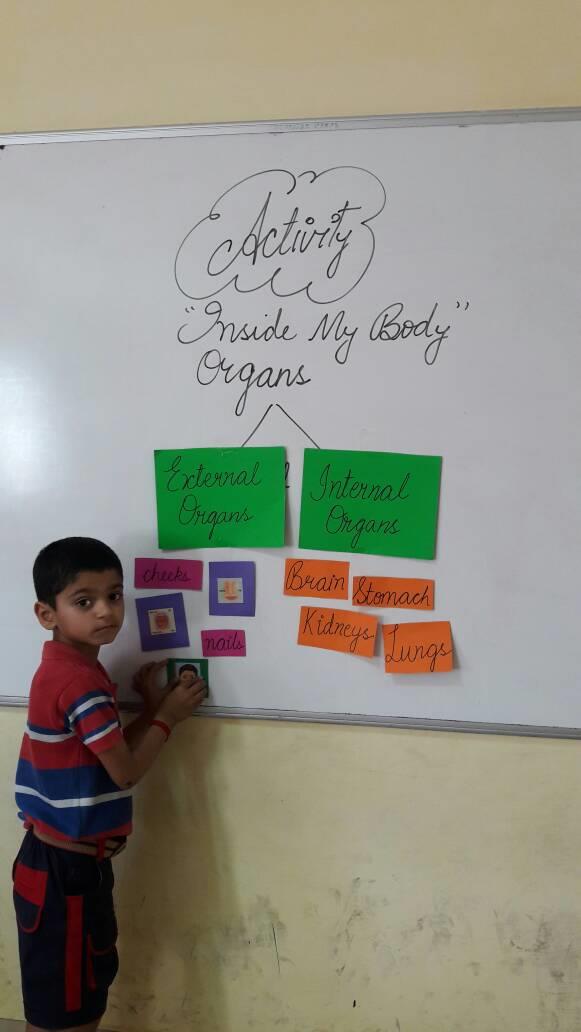 Activity
"Inside My Body"
Organs
External
Organs
Internal
Organs
cheeks
nails
Brain
Stomach
Kidneys
Lungs